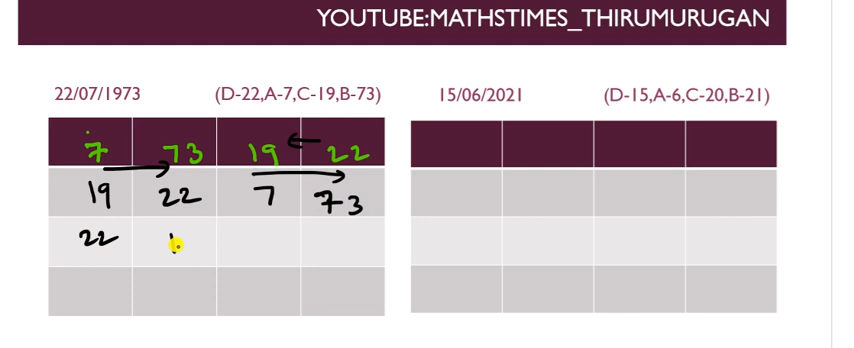 YOUTUBE:MATHSTIMES_THIRUMURUGAN
22/07/1973 (D-22,A-7,C-19,B-73) 15/06/2021 (D-15,A-6,C-20,B-21)
7 73 19 22
19 22 7 73
22